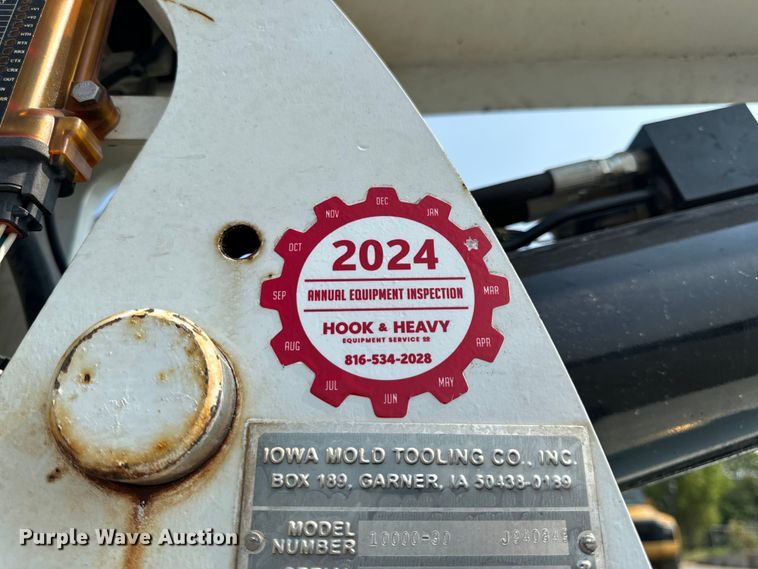 DEC
NOV
JAN
OCT
2024
SEP
ANNUAL EQUIPMENT INSPECTION
MAR
HOOK & HEAVY
EQUIPMENT SERVICE
AUG
816-534-2028
APR
JUL
MAY
JUN
IOWA MOLD TOOLING CO., INC.
BOX 189, GARNER, IA 50438-0189
MODEL
NUMBER
Purple Wave Auction